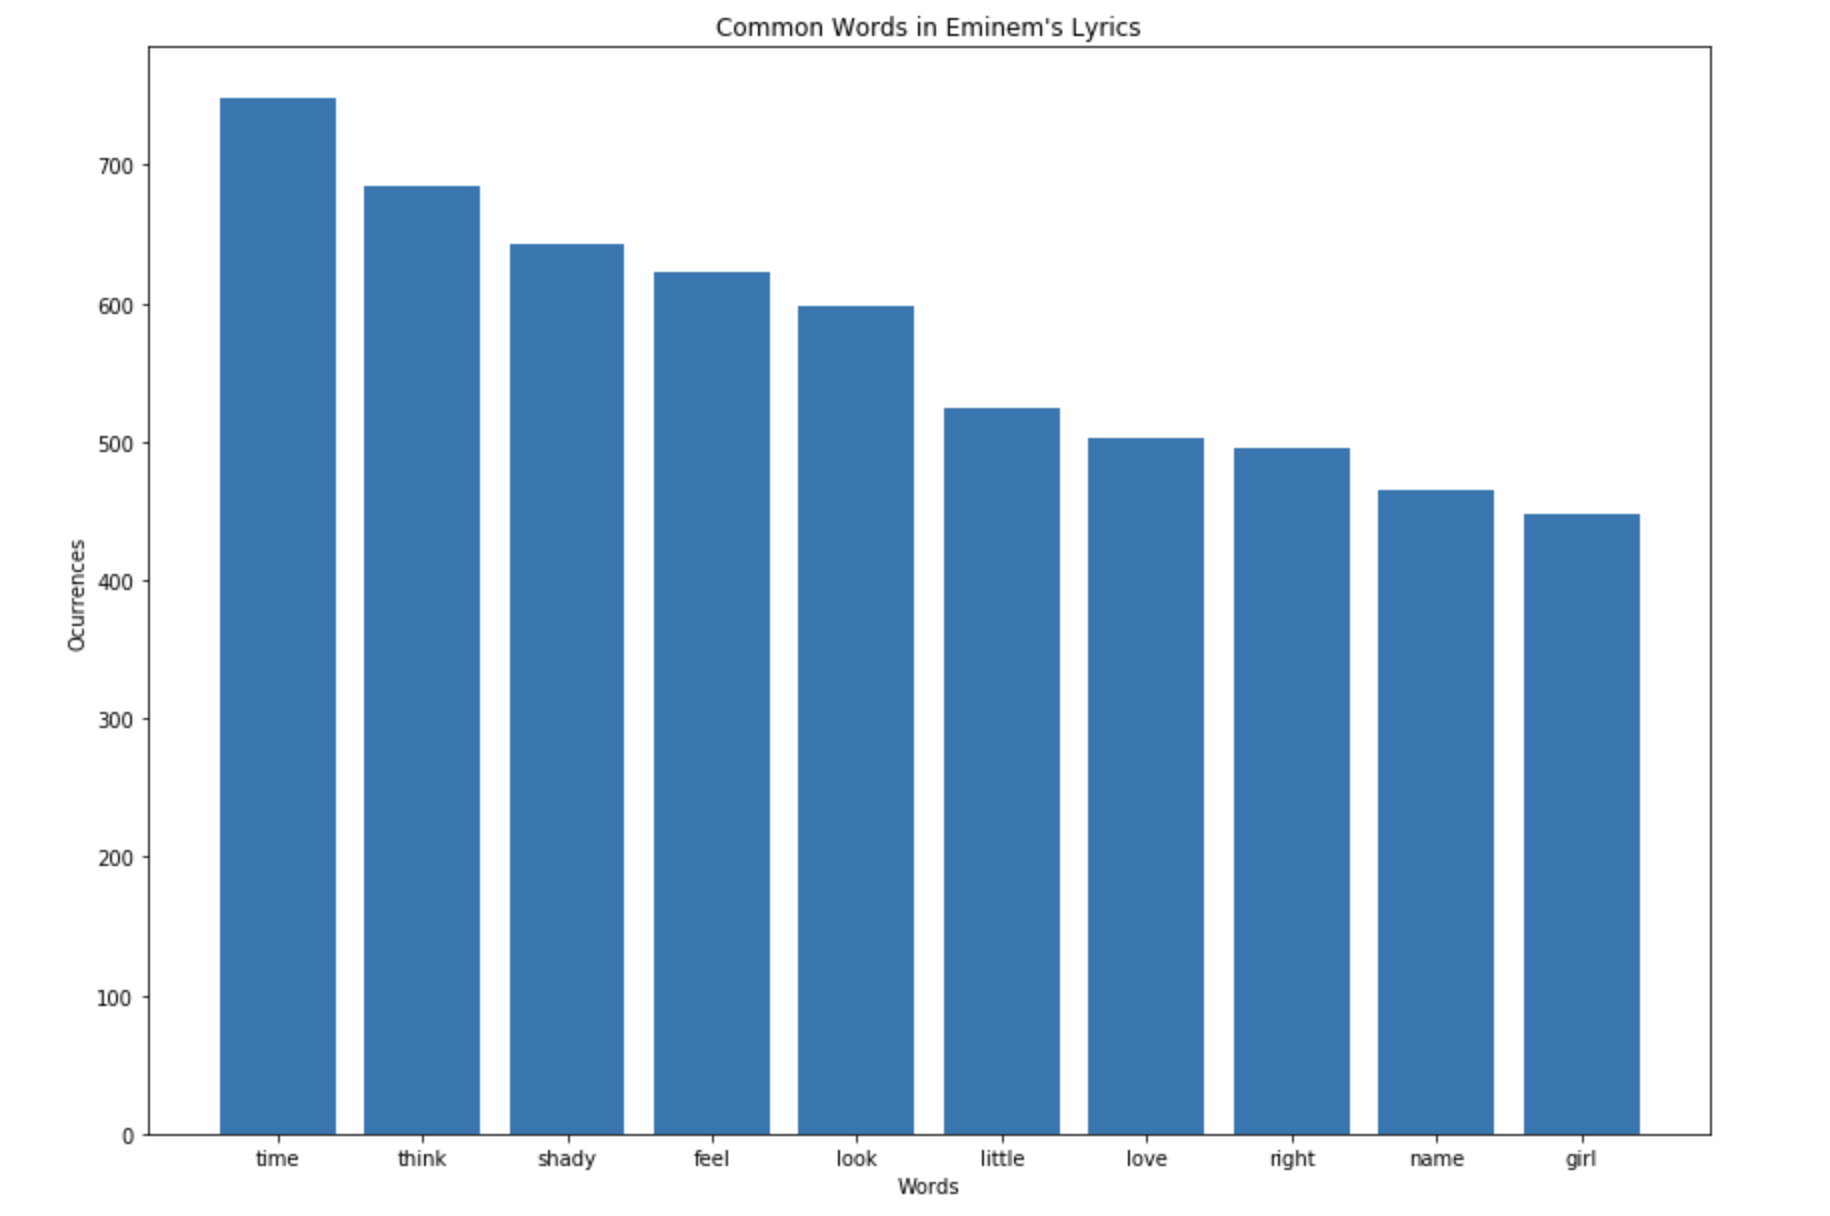 Common Words in Eminem's Lyrics
700
600
500
400
300
200
100
0
Ocurrences
time think shady feel look little love right name girl
Words